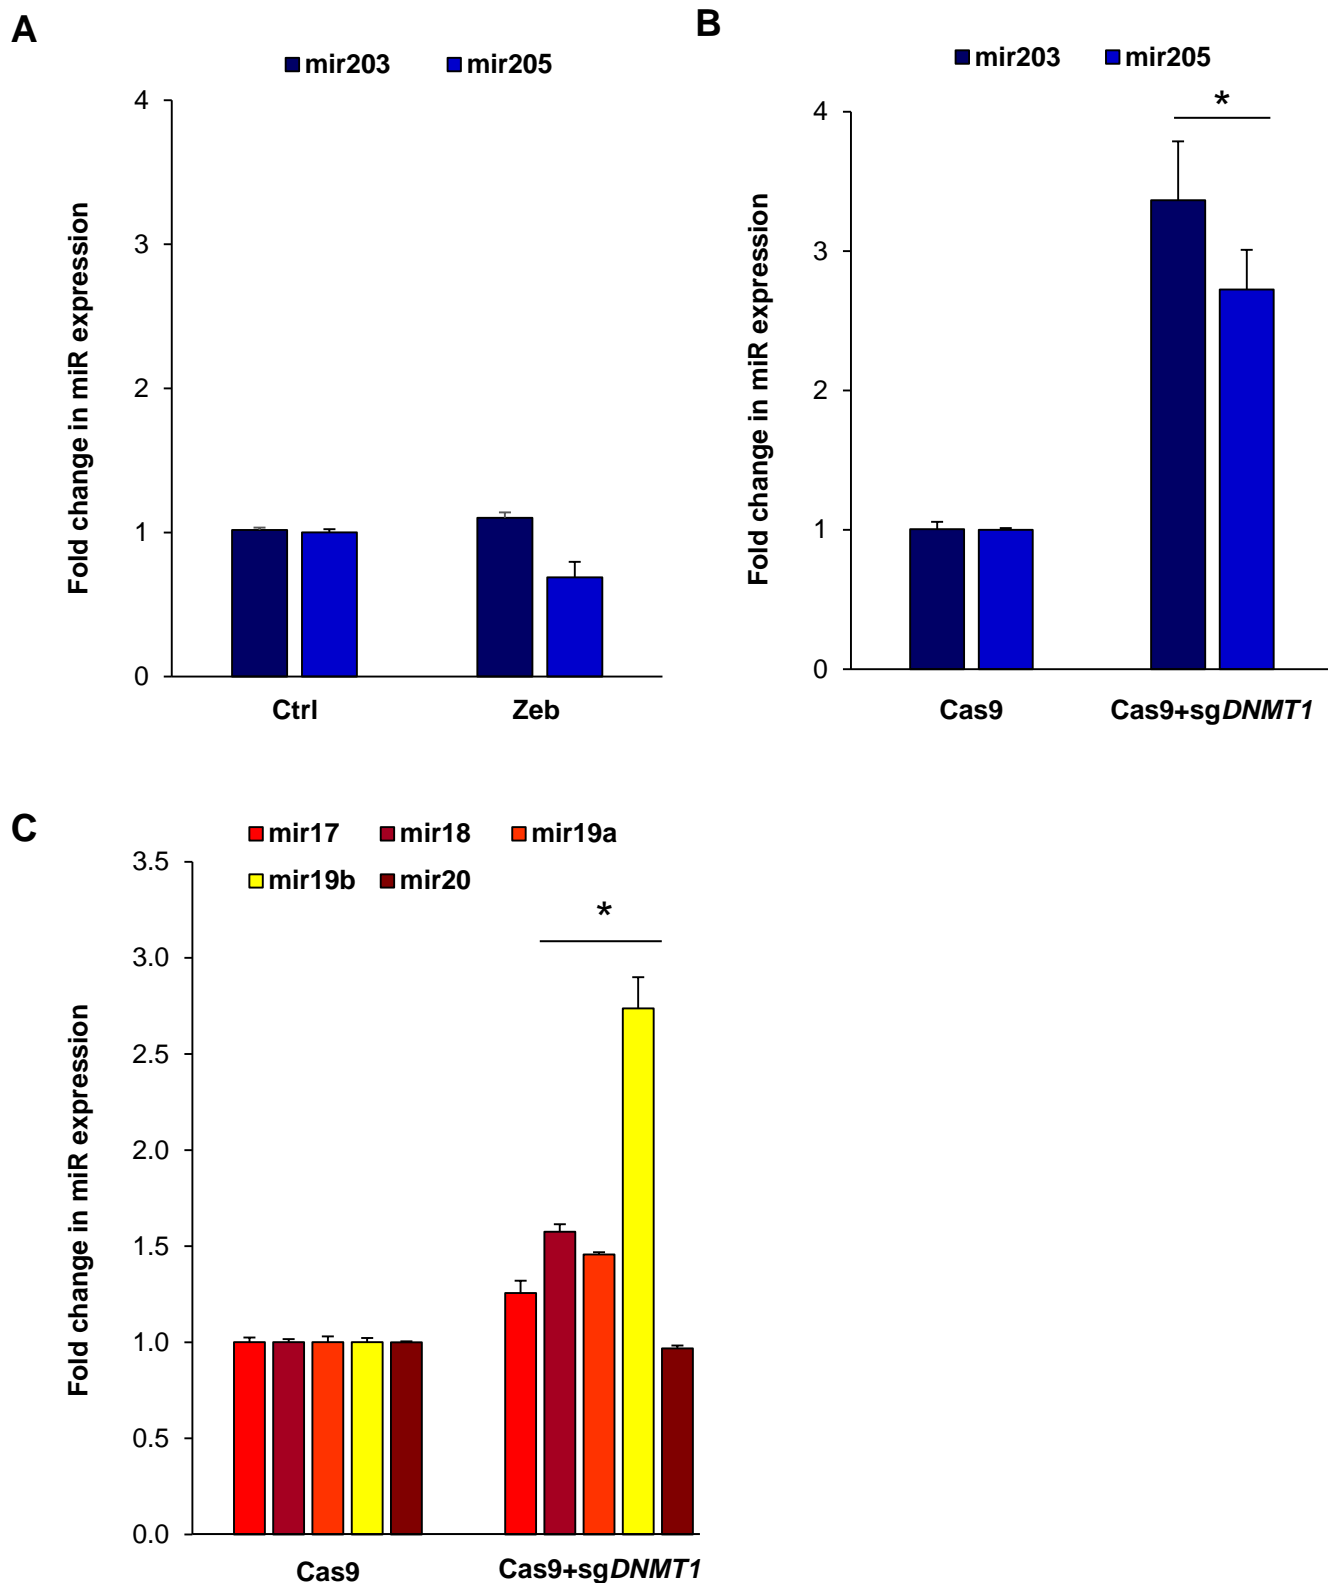 A
mir203 mir205
4
3
2
1
0
Fold change in miR expression
Ctrl Zeb
B
mir203 mir205
*
4
3
2
1
0
Fold change in miR expression
Cas9 Cas9+sgDNMT1
C
mir17 mir18 mir19a
mir19b mir20
*
3.5
3.0
2.5
2.0
1.5
1.0
0.5
0.0
Fold change in miR expression
Cas9 Cas9+sgDNMT1